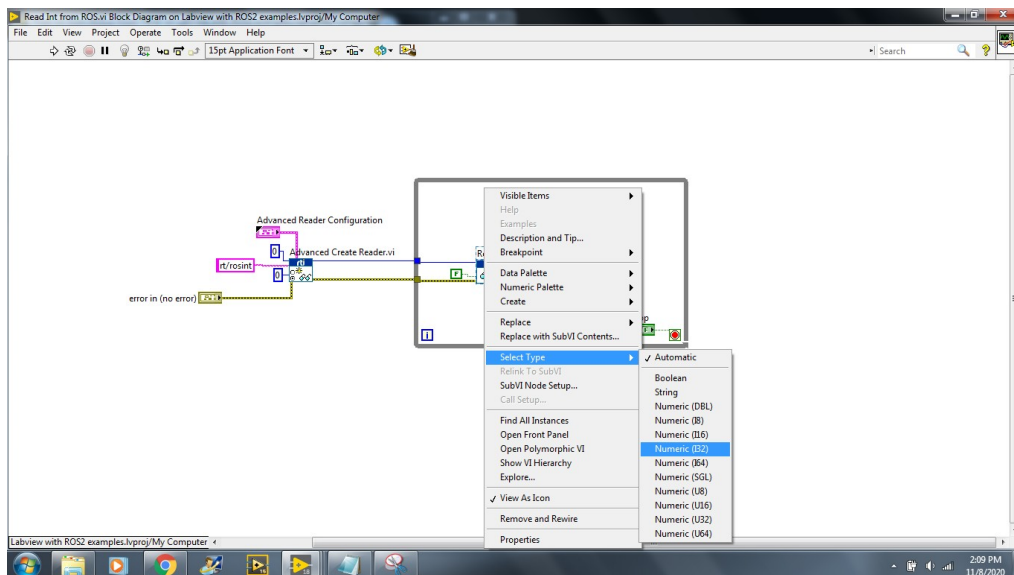 Read Int from ROS.vi Block Diagram on Labview with ROS2 examples.lvproj/My Computer
File Edit View Project Operate Tools Window Help
15pt Application Font
Search
Advanced Reader Configuration
Advanced Create Reader.vi
rt/rosint
0
0
error in (no error)
i
F
Visible Items
Help
Examples
Description and Tip...
Breakpoint
Data Palette
Numeric Palette
Create
Replace
Replace with SubVI Contents...
Select Type
Relink To SubVI
SubVI Node Setup...
Call Setup...
Find All Instances
Open Front Panel
Open Polymorphic VI
Show VI Hierarchy
Explore...
View As Icon
Remove and Rewire
Properties
Automatic
Boolean
String
Numeric (DBL)
Numeric (I8)
Numeric (I16)
Numeric (I32)
Numeric (I64)
Numeric (SGL)
Numeric (U8)
Numeric (U16)
Numeric (U32)
Numeric (U64)
Labview with ROS2 examples.lvproj/My Computer
2:09 PM
11/8/2020